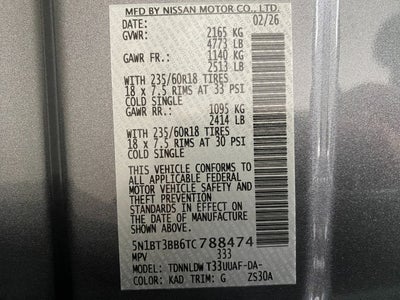 MFD BY NISSAN MOTOR CO., LTD.
DATE: 02/26
GVWR: 2165 KG
4773 LB
GAWR FR.: 1140 KG
2513 LB
WITH 235/60R18 TIRES
18 x 7.5 RIMS AT 33 PSI
COLD SINGLE
GAWR RR.: 1095 KG
2414 LB
WITH 235/60R18 TIRES
18 x 7.5 RIMS AT 30 PSI
COLD SINGLE
THIS VEHICLE CONFORMS TO
ALL APPLICABLE FEDERAL
MOTOR VEHICLE SAFETY AND
THEFT PREVENTION
STANDARDS IN EFFECT ON
THE DATE OF MANUFACTURE
SHOWN ABOVE.
5N1BT3BB6TC788474
MPV 333
MODEL: TDNNLDWT33UUAF-DA-
COLOR: KAD TRIM: G ZS30A